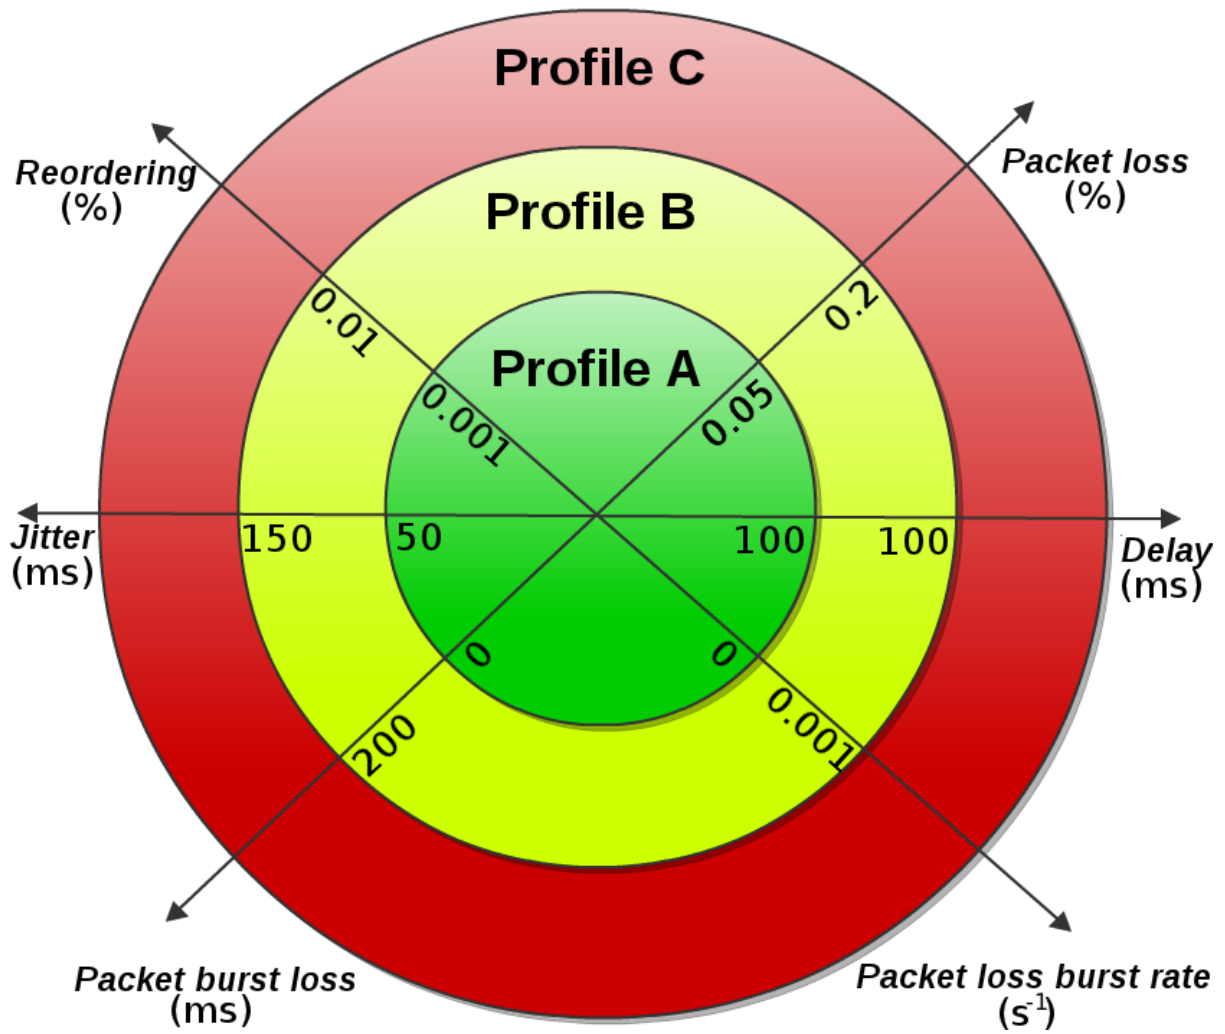 Profile C
Reordering
(%)
Packet loss
(%)
Profile B
0.01
0.2
Profile A
0.001
0.05
Jitter
(ms)
150
50
100
100
Delay
(ms)
0
0
200
0.001
Packet burst loss
(ms)
Packet loss burst rate
(s⁻¹)